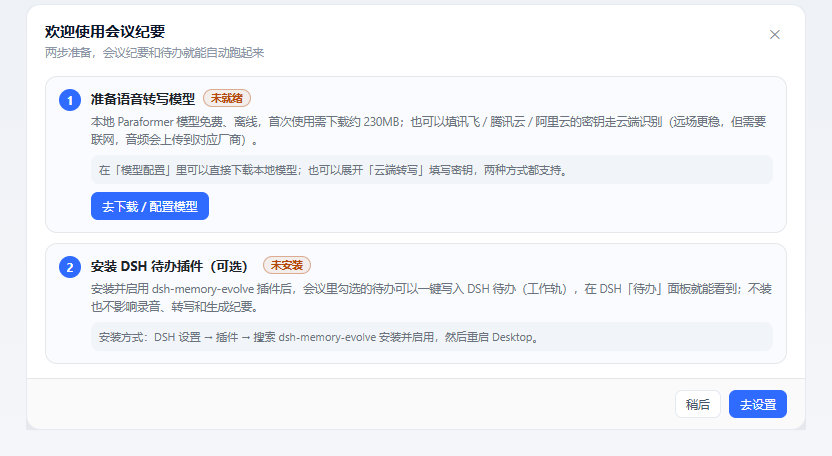 欢迎使用会议纪要
两步准备，会议纪要和待办就能自动跑起来
1 准备语音转写模型 未就绪
本地 Paraformer 模型免费、离线，首次使用需下载约 230MB；也可以填讯飞 / 腾讯云 / 阿里云的密钥走云端识别（远场更稳，但需要
联网，音频会上传到对应厂商）。
在「模型配置」里可以直接下载本地模型；也可以展开「云端转写」填写密钥，两种方式都支持。
去下载 / 配置模型
2 安装 DSH 待办插件（可选） 未安装
安装并启用 dsh-memory-evolve 插件后，会议里勾选的待办可以一键写入 DSH 待办（工作轨），在 DSH「待办」面板就能看到；不装
也不影响录音、转写和生成纪要。
安装方式：DSH 设置 → 插件 → 搜索 dsh-memory-evolve 安装并启用，然后重启 Desktop。
稍后 去设置